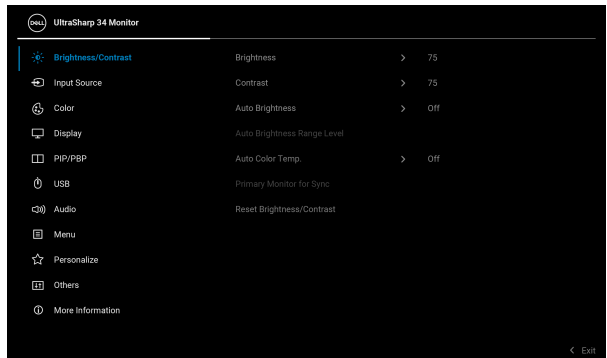 DELL UltraSharp 34 Monitor
Brightness/Contrast Brightness 75
Input Source Contrast 75
Color Auto Brightness Off
Display Auto Brightness Range Level
PIP/PBP Auto Color Temp. Off
USB Primary Monitor for Sync
Audio Reset Brightness/Contrast
Menu
Personalize
Others
More Information
Exit